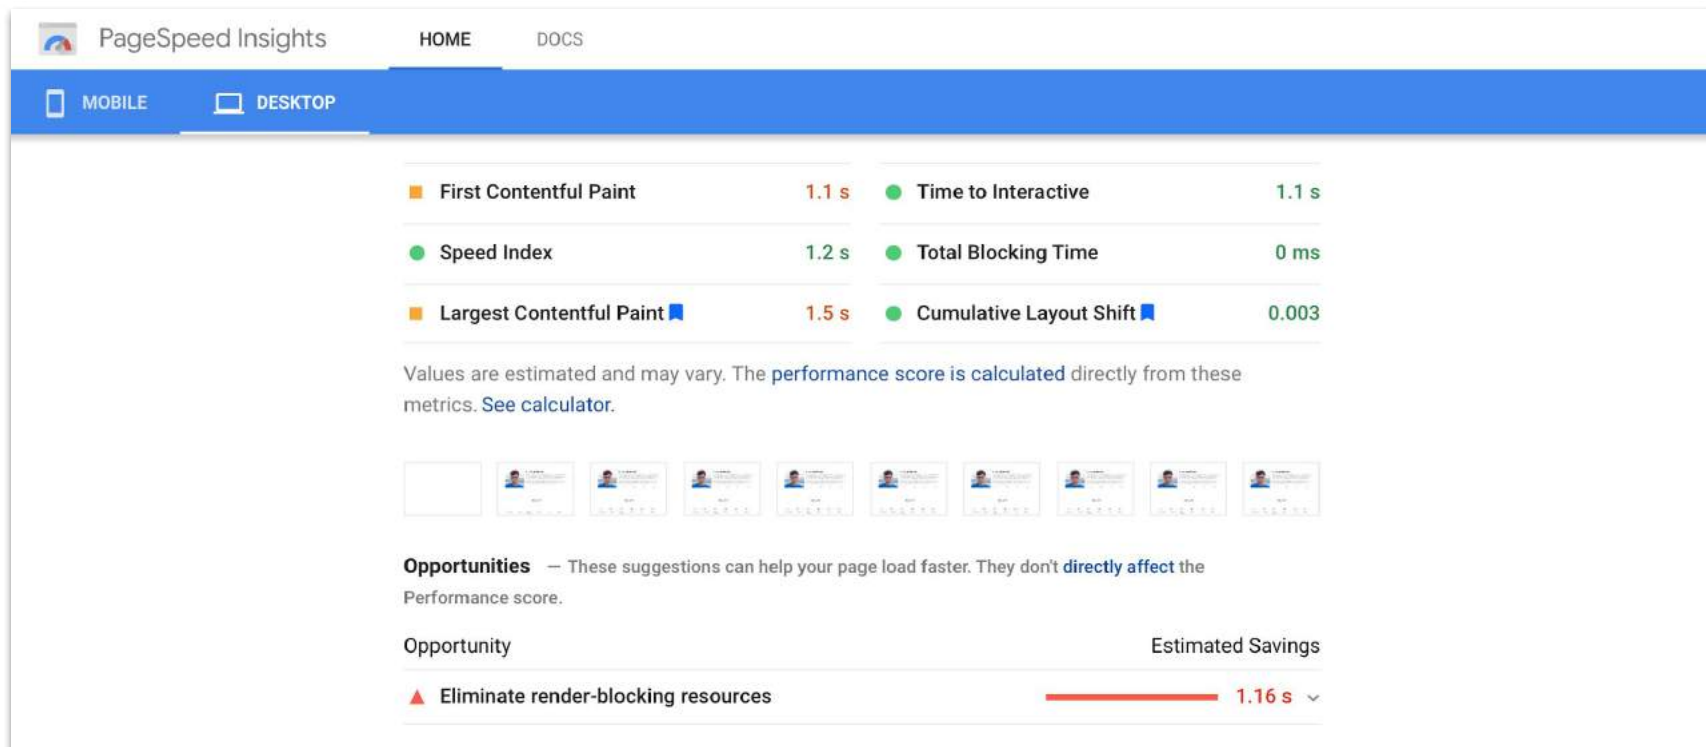 PageSpeed Insights HOME DOCS
MOBILE DESKTOP
First Contentful Paint 1.1 s
Time to Interactive 1.1 s
Speed Index 1.2 s
Total Blocking Time 0 ms
Largest Contentful Paint 1.5 s
Cumulative Layout Shift 0.003
Values are estimated and may vary. The performance score is calculated directly from these
metrics. See calculator.
Opportunities — These suggestions can help your page load faster. They don't directly affect the
Performance score.
Opportunity Estimated Savings
Eliminate render-blocking resources 1.16 s